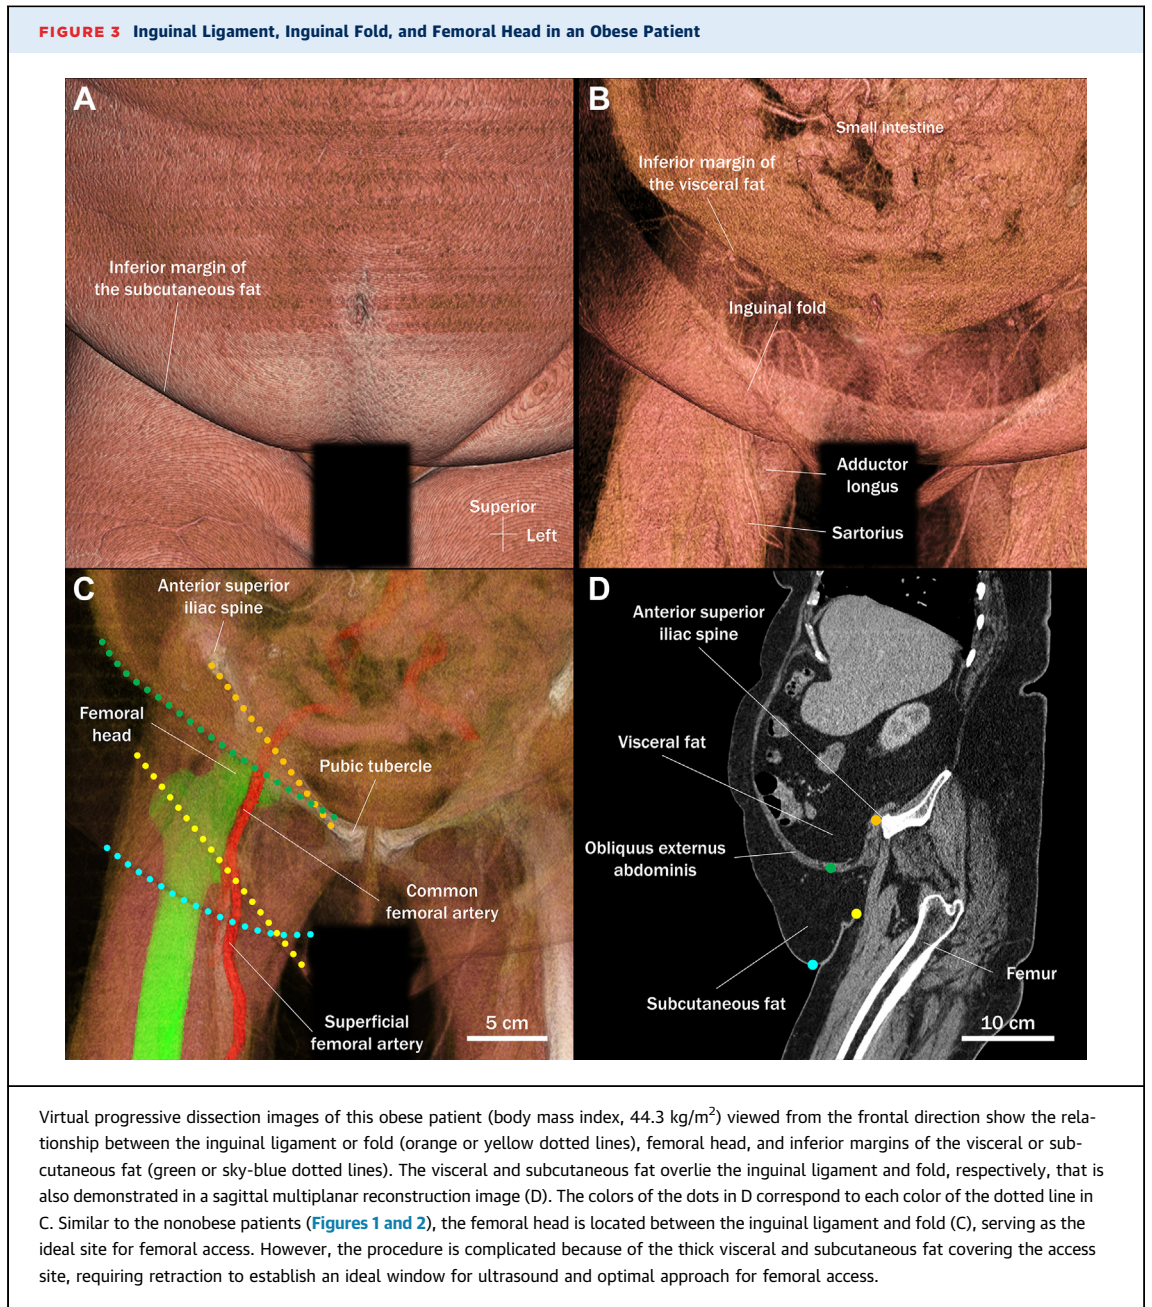 FIGURE 3 Inguinal Ligament, Inguinal Fold, and Femoral Head in an Obese Patient
A
Inferior margin of
the subcutaneous fat
Superior
Left
B
Small intestine
Inferior margin of
the visceral fat
Inguinal fold
Adductor
longus
Sartorius
C
Anterior superior
iliac spine
Femoral
head
Pubic tubercle
Common
femoral artery
Superficial
femoral artery
5 cm
D
Anterior superior
iliac spine
Visceral fat
Obliquus externus
abdominis
Subcutaneous fat
Femur
10 cm
Virtual progressive dissection images of this obese patient (body mass index, 44.3 kg/m²) viewed from the frontal direction show the rela-
tionship between the inguinal ligament or fold (orange or yellow dotted lines), femoral head, and inferior margins of the visceral or sub-
cutaneous fat (green or sky-blue dotted lines). The visceral and subcutaneous fat overlie the inguinal ligament and fold, respectively, that is
also demonstrated in a sagittal multiplanar reconstruction image (D). The colors of the dots in D correspond to each color of the dotted line in
C. Similar to the nonobese patients (Figures 1 and 2), the femoral head is located between the inguinal ligament and fold (C), serving as the
ideal site for femoral access. However, the procedure is complicated because of the thick visceral and subcutaneous fat covering the access
site, requiring retraction to establish an ideal window for ultrasound and optimal approach for femoral access.